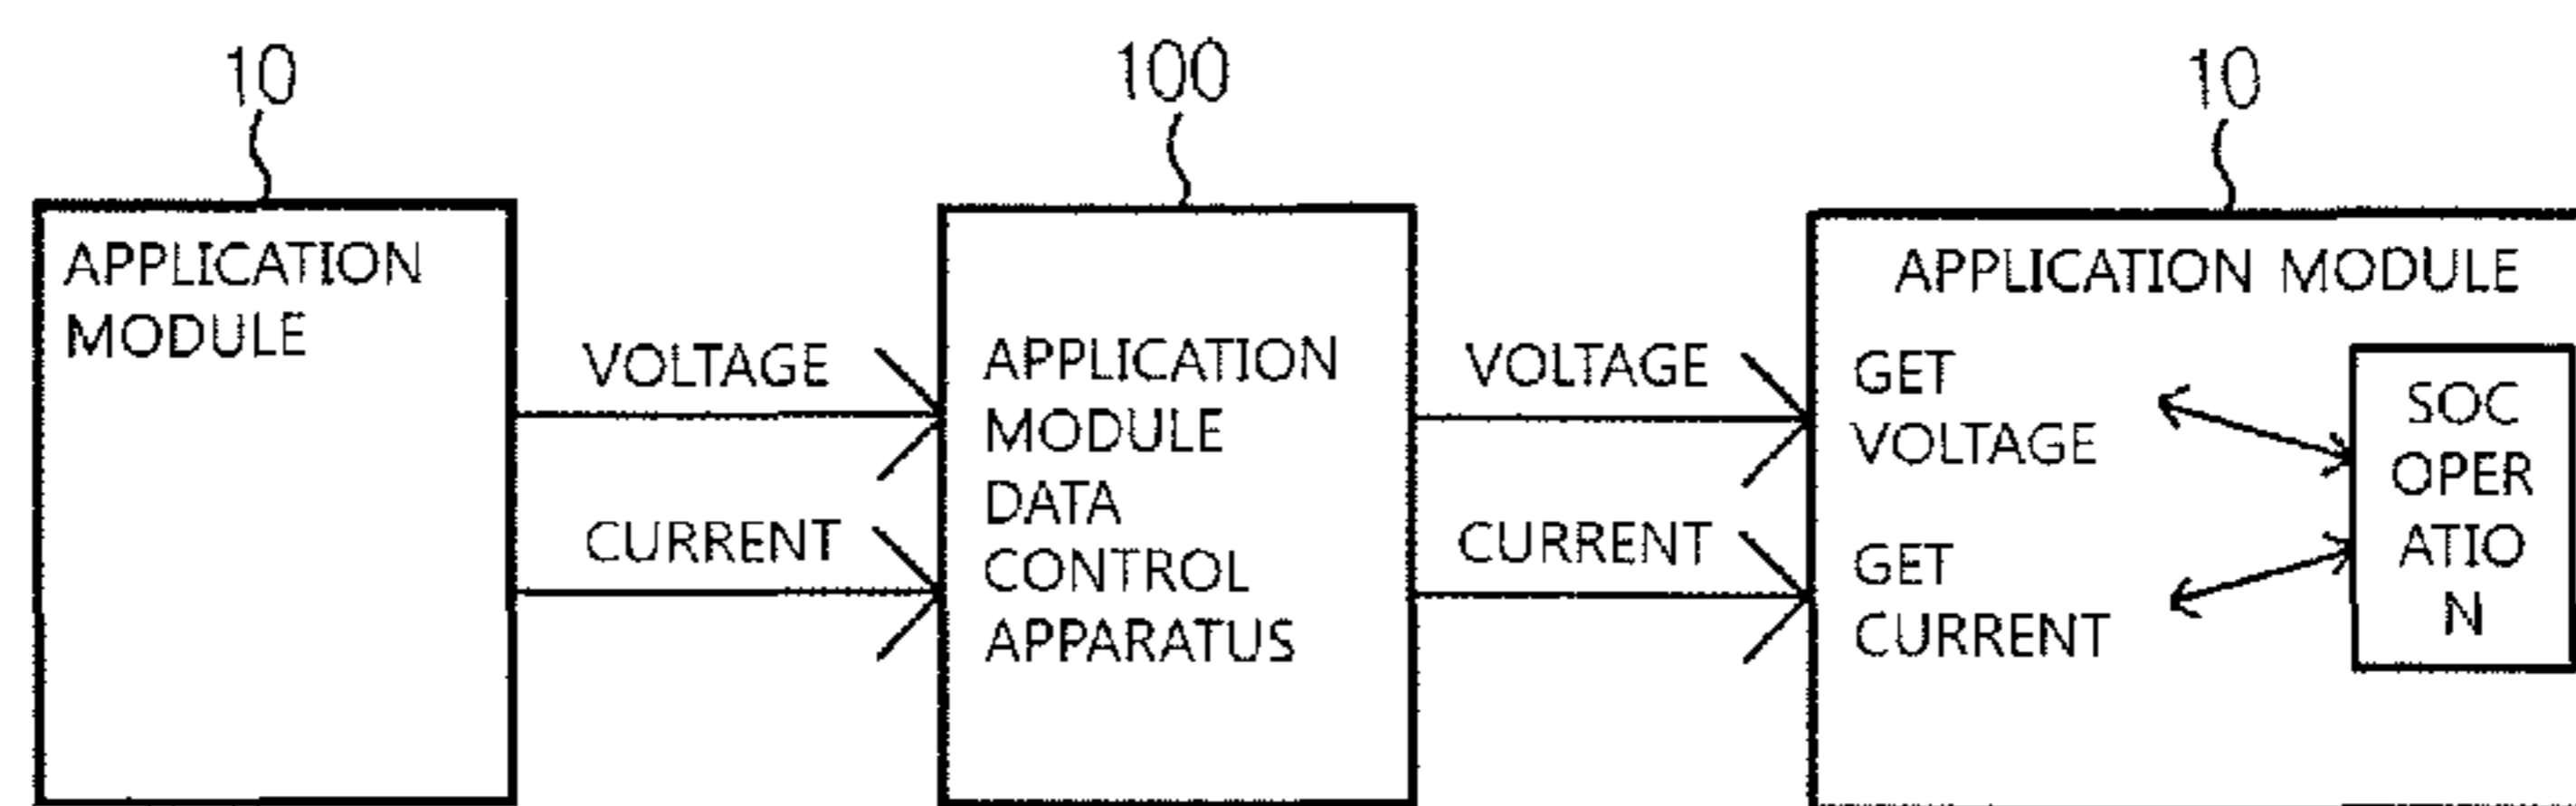 10
100
10
APPLICATION
MODULE
VOLTAGE
CURRENT
APPLICATION
MODULE
DATA
CONTROL
APPARATUS
VOLTAGE
CURRENT
APPLICATION MODULE
GET
VOLTAGE
GET
CURRENT
SOC
OPER
ATIO
N